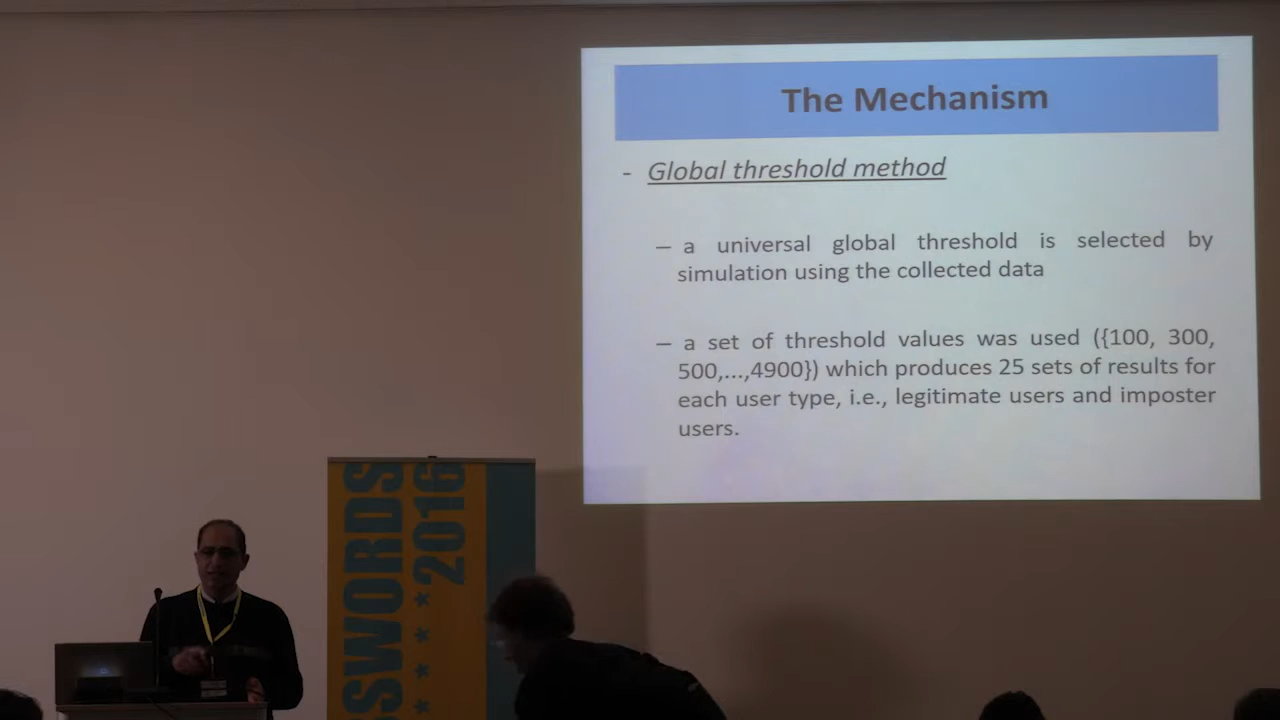 The Mechanism
- Global threshold method
– a universal global threshold is selected by
simulation using the collected data
– a set of threshold values was used ({100, 300,
500,...,4900}) which produces 25 sets of results for
each user type, i.e., legitimate users and imposter
users.
SSWORDS
* * * * 2016